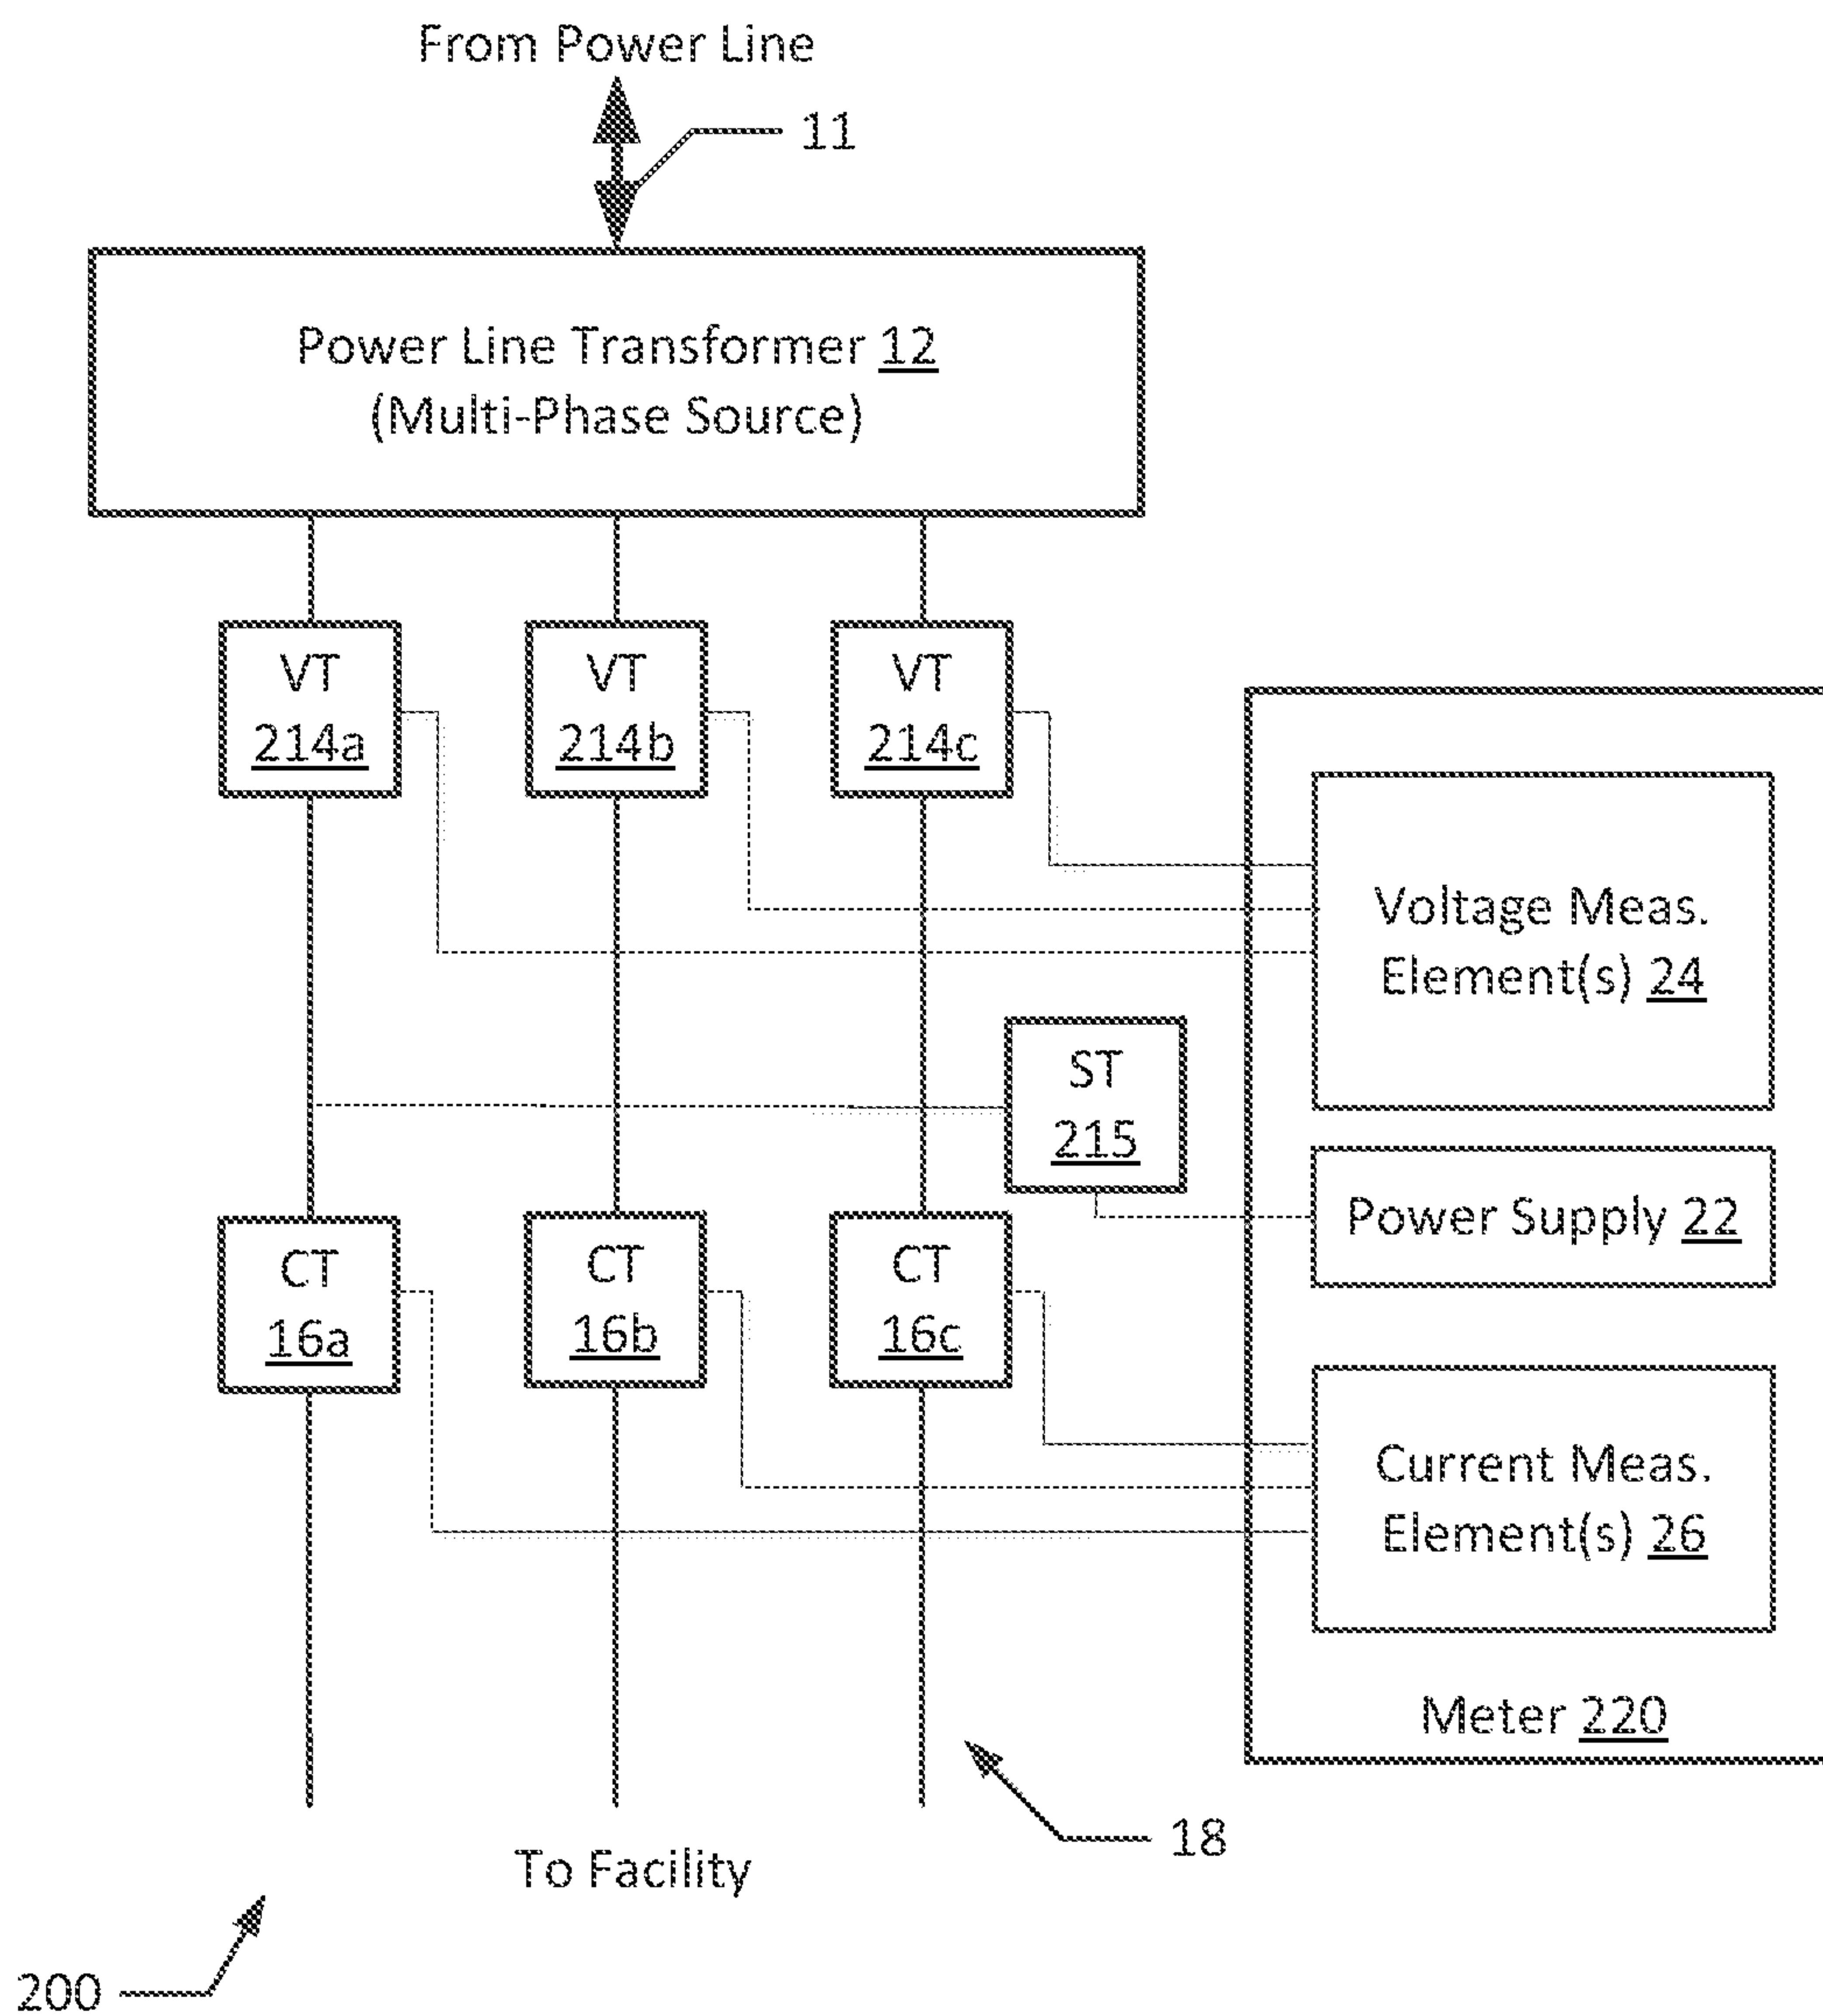 From Power Line
11
Power Line Transformer 12
(Multi-Phase Source)
VT
214a
VT
214b
VT
214c
Voltage Meas.
Element(s) 24
ST
215
Power Supply 22
CT
16a
CT
16b
CT
16c
Current Meas.
Element(s) 26
Meter 220
18
To Facility
200